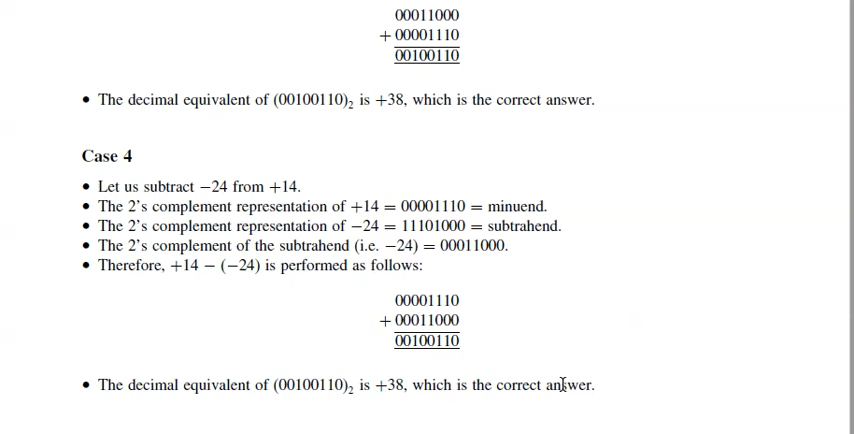 00011000
+ 00001110
00100110
• The decimal equivalent of (00100110)₂ is +38, which is the correct answer.
Case 4
• Let us subtract −24 from +14.
• The 2's complement representation of +14 = 00001110 = minuend.
• The 2's complement representation of −24 = 11101000 = subtrahend.
• The 2's complement of the subtrahend (i.e. −24) = 00011000.
• Therefore, +14 − (−24) is performed as follows:
00001110
+ 00011000
00100110
• The decimal equivalent of (00100110)₂ is +38, which is the correct answer.